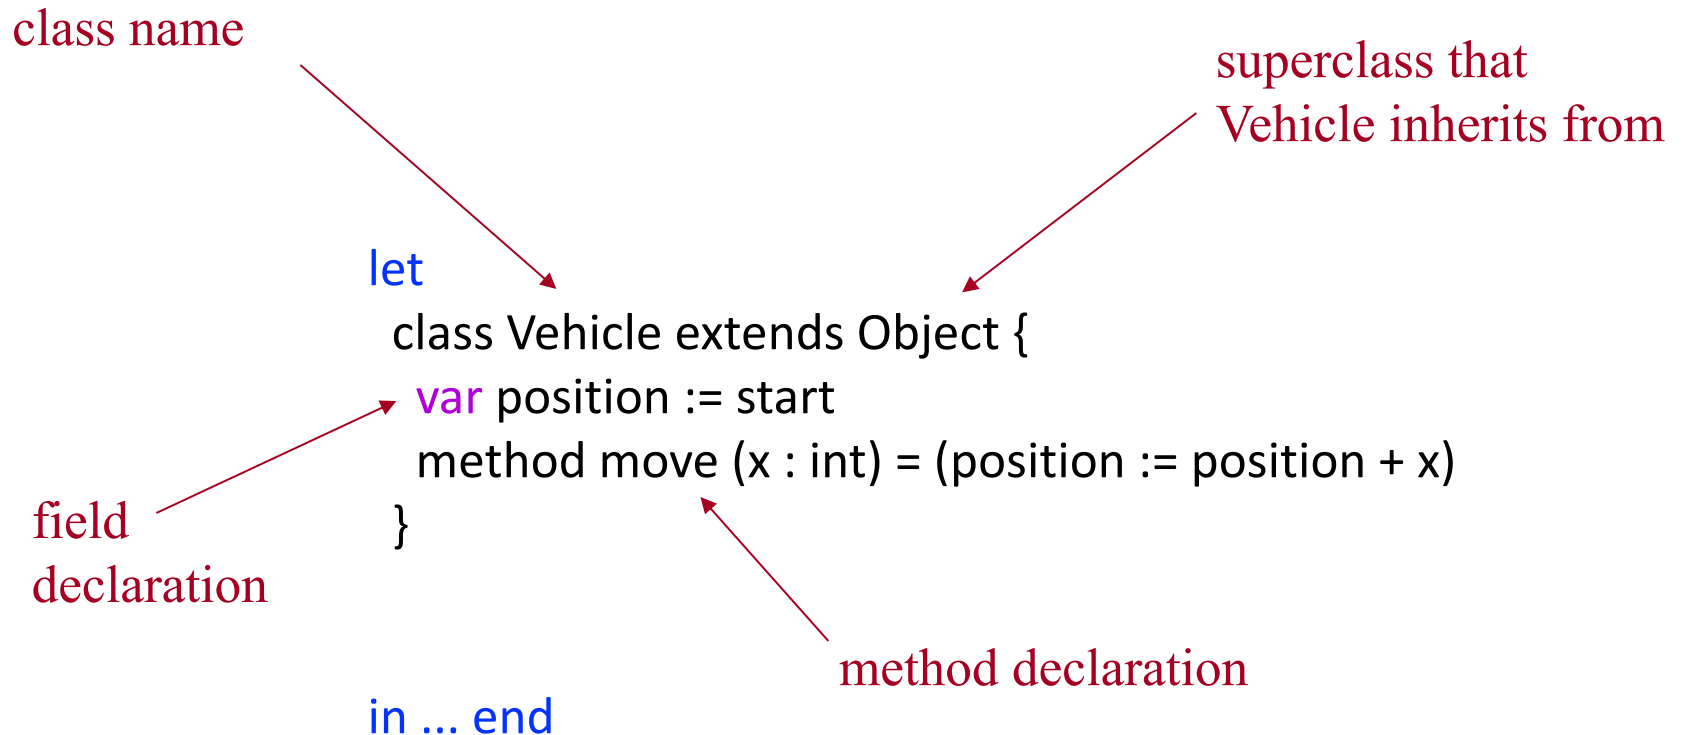 class name
superclass that
Vehicle inherits from
let
class Vehicle extends Object {
var position := start
method move (x : int) = (position := position + x)
}
field
declaration
method declaration
in ... end